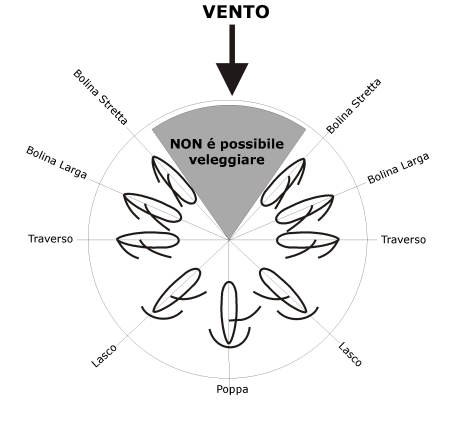 VENTO
Bolina Stretta
Bolina Stretta
NON é possibile
veleggiare
Bolina Larga
Bolina Larga
Traverso
Traverso
Lasco
Lasco
Poppa